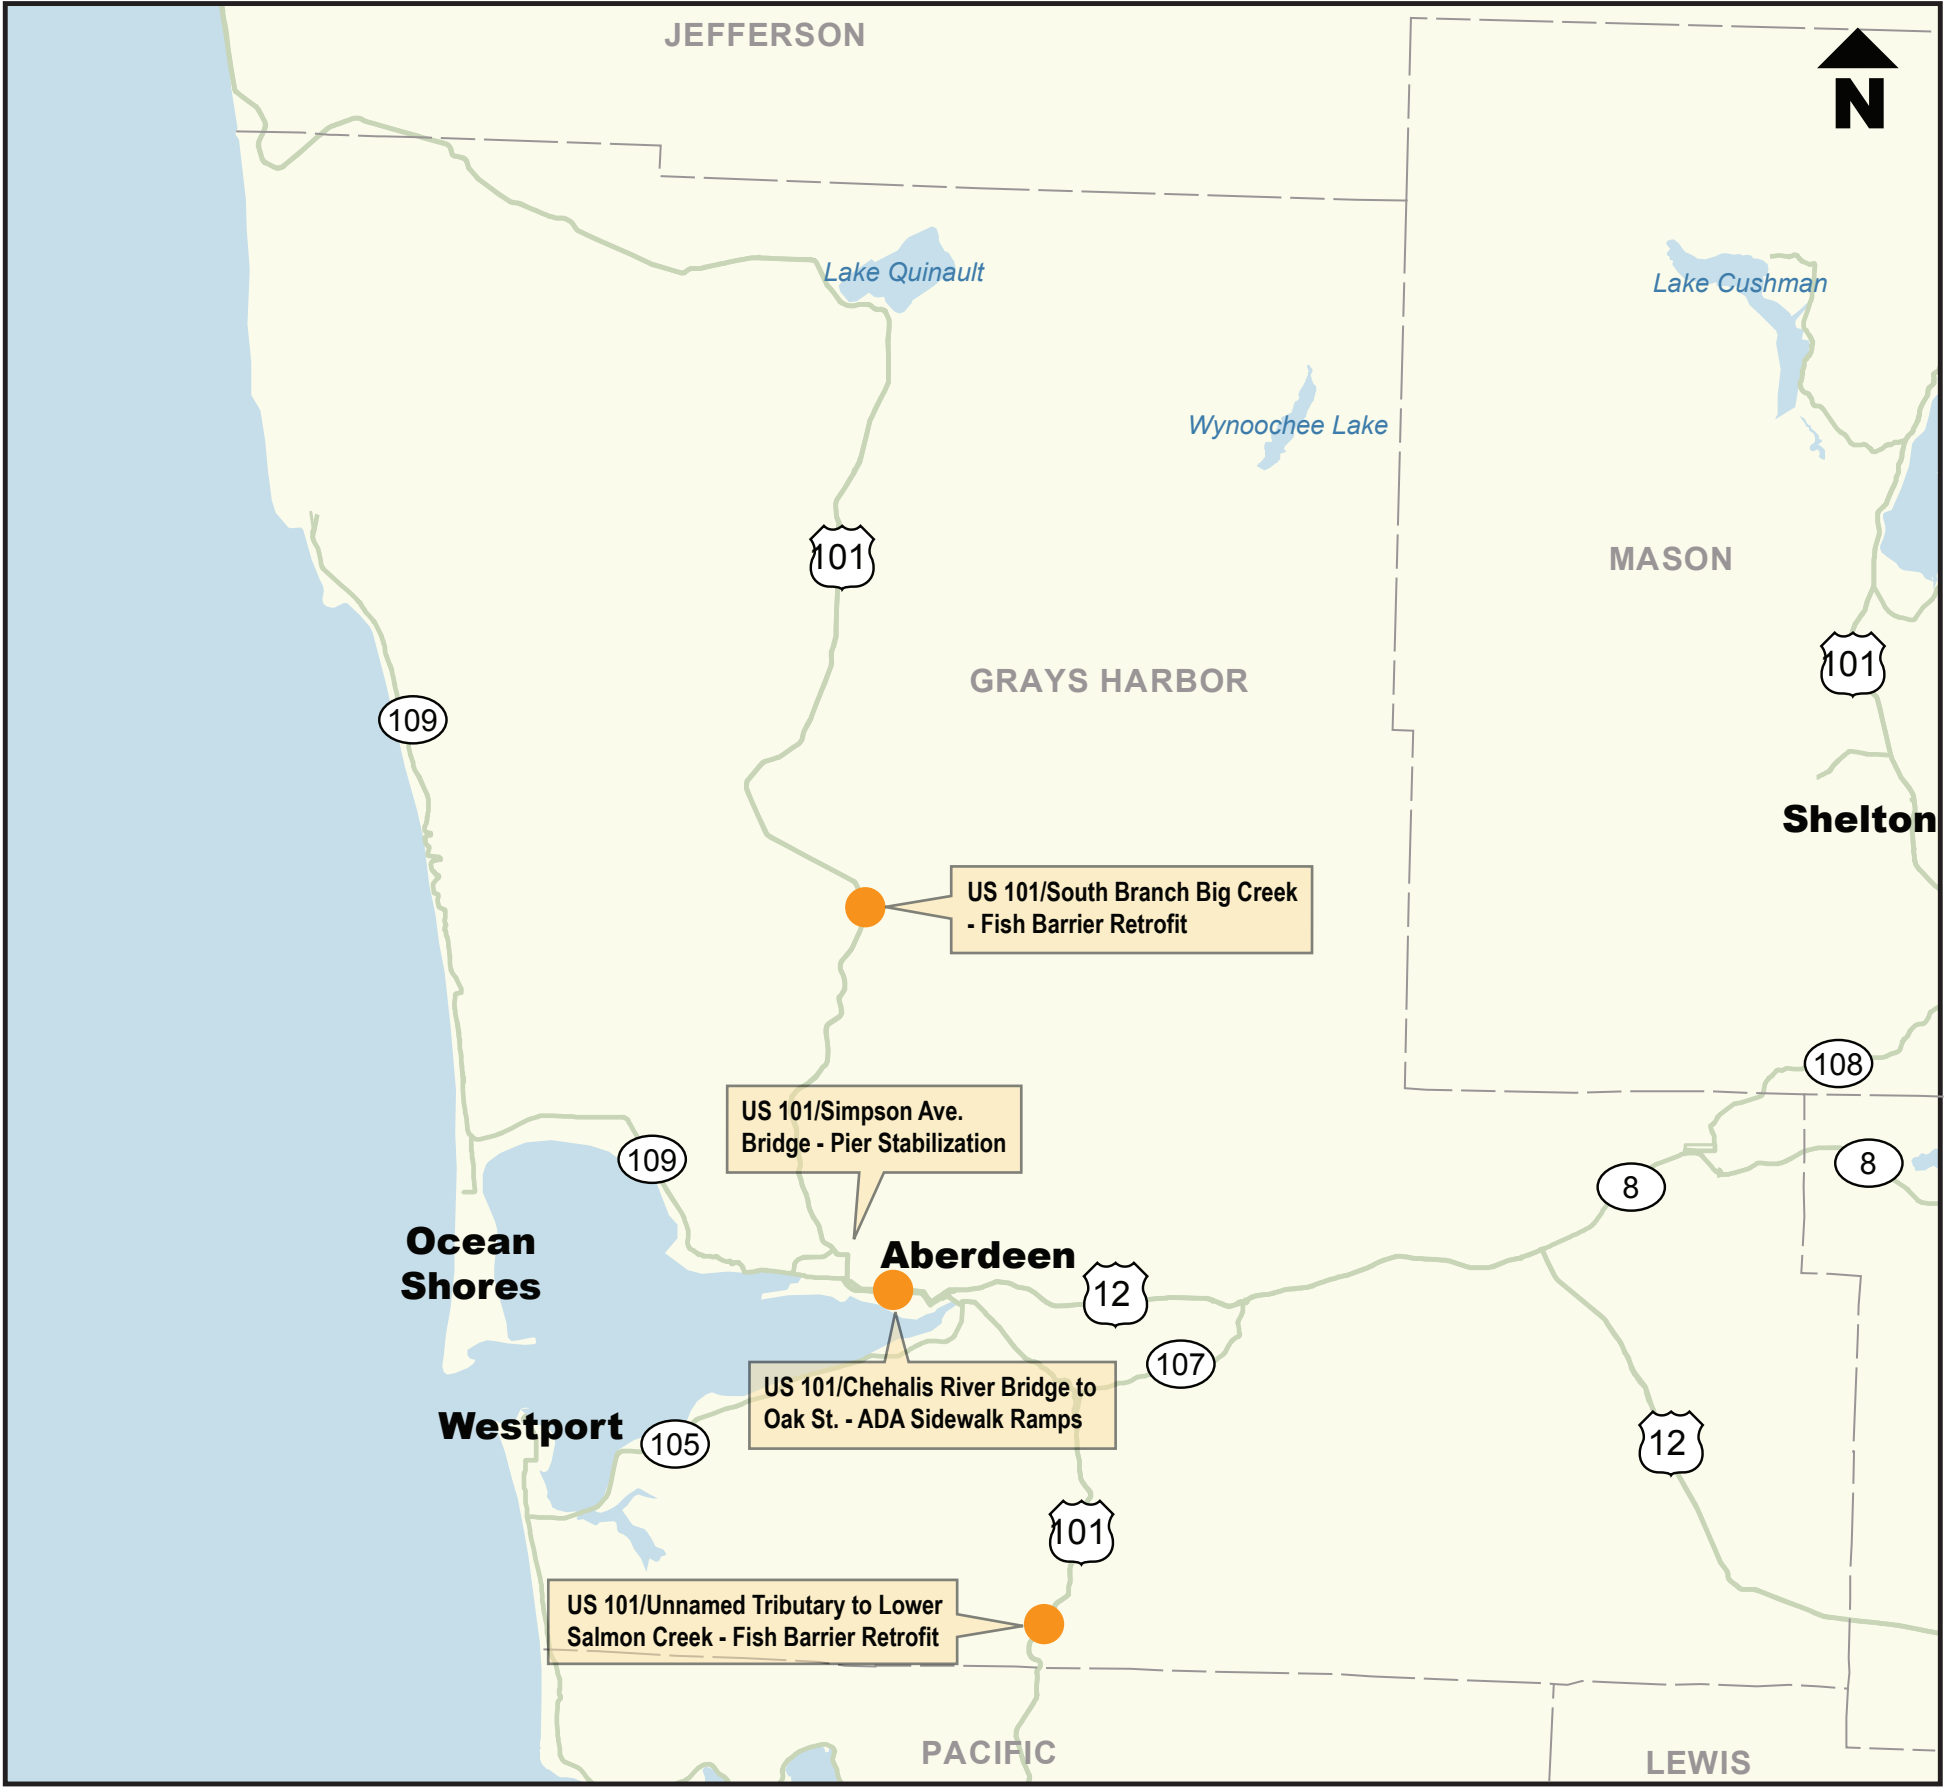 JEFFERSON
N
Lake Quinault
Lake Cushman
Wynoochee Lake
101
MASON
101
GRAYS HARBOR
109
Shelton
US 101/South Branch Big Creek
- Fish Barrier Retrofit
108
US 101/Simpson Ave.
Bridge - Pier Stabilization
109
8
8
Ocean
Shores
Aberdeen
12
107
US 101/Chehalis River Bridge to
Oak St. - ADA Sidewalk Ramps
Westport
105
12
101
US 101/Unnamed Tributary to Lower
Salmon Creek - Fish Barrier Retrofit
PACIFIC
LEWIS